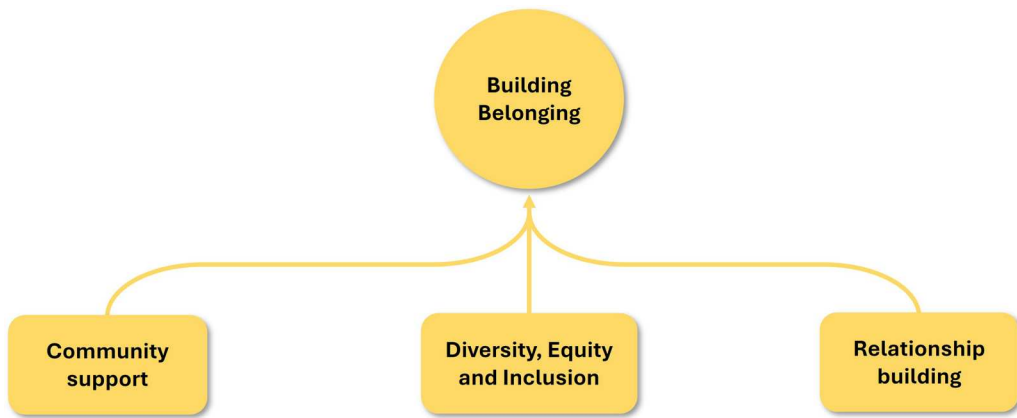 Building
Belonging
Community
support
Diversity, Equity
and Inclusion
Relationship
building